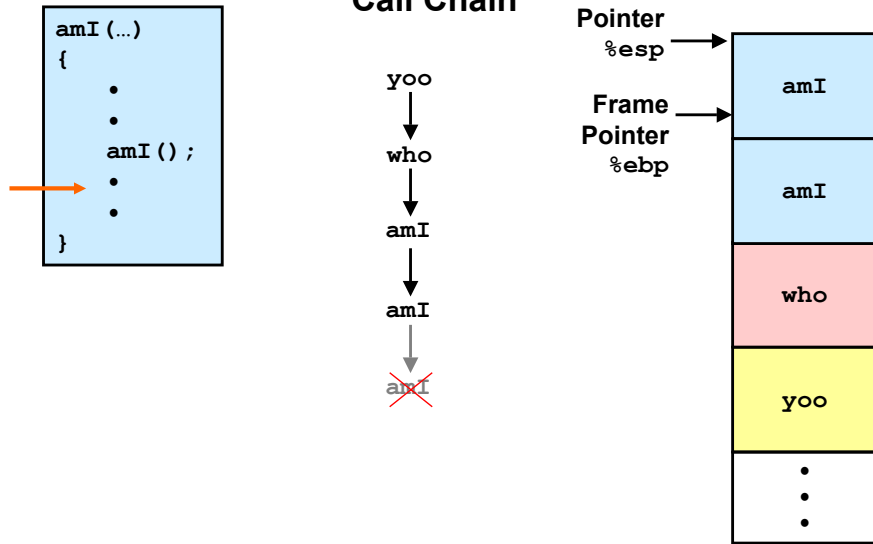 Call Chain
amI(…)
{
•
•
amI();
•
•
}
yoo
who
amI
amI
amI
Pointer
%esp
Frame
Pointer
%ebp
amI
amI
who
yoo
•
•
•